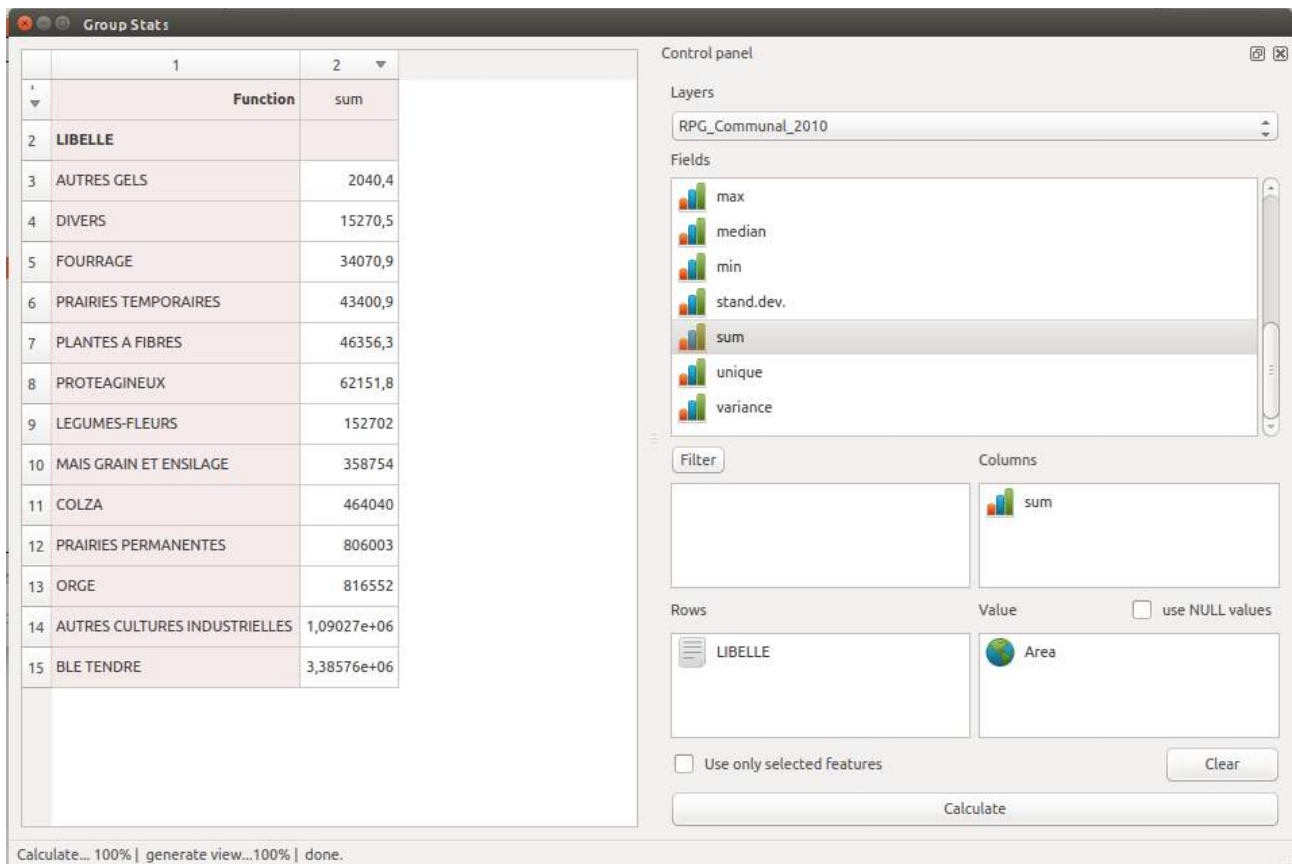 Group Stats
1 2
1 Function sum
2 LIBELLE
3 AUTRES GELS 2040,4
4 DIVERS 15270,5
5 FOURRAGE 34070,9
6 PRAIRIES TEMPORAIRES 43400,9
7 PLANTES A FIBRES 46356,3
8 PROTEAGINEUX 62151,8
9 LEGUMES-FLEURS 152702
10 MAIS GRAIN ET ENSILAGE 358754
11 COLZA 464040
12 PRAIRIES PERMANENTES 806003
13 ORGE 816552
14 AUTRES CULTURES INDUSTRIELLES 1,09027e+06
15 BLE TENDRE 3,38576e+06
Calculate... 100% | generate view...100% | done.
Control panel
Layers
RPG_Communal_2010
Fields
max
median
min
stand.dev.
sum
unique
variance
Filter Columns
sum
Rows Value use NULL values
LIBELLE Area
Use only selected features Clear
Calculate